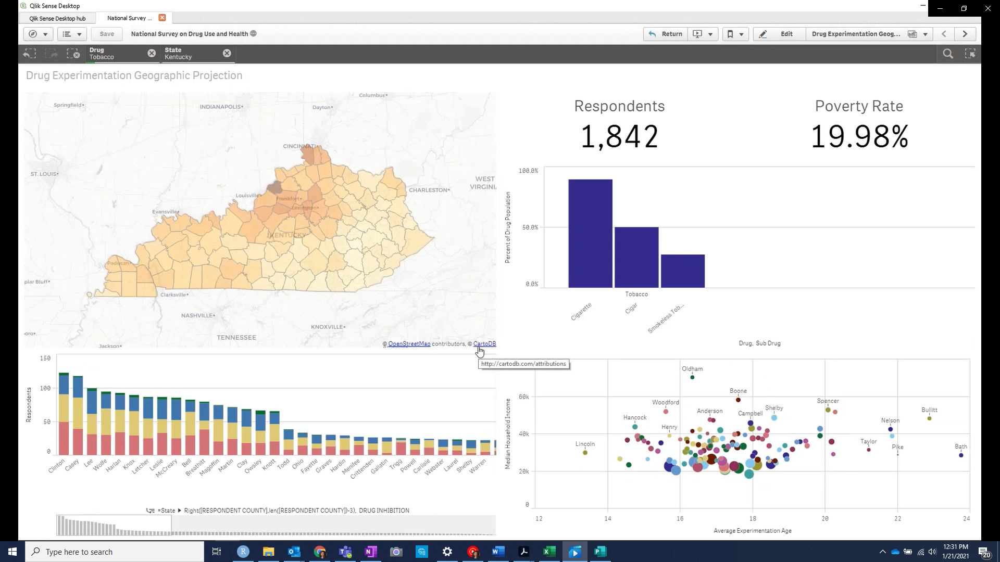 Qlik Sense Desktop
Qlik Sense Desktop hub
National Survey ...
Save
National Survey on Drug Use and Health
Return
Edit
Drug Experimentation Geog...
Drug
Tobacco
State
Kentucky
Drug Experimentation Geographic Projection
Columbus
Springfield
INDIANAPOLIS
Dayton
CINCINNATI
ST. LOUIS
WEST
VIRGINIA
CHARLESTON
Louisville
Frankfort
Lexington
Evansville
KENTUCKY
Paducah
plar Bluff
Clarksville
NASHVILLE
KNOXVILLE
oro
TENNESSEE
Jackson
© OpenStreetMap contributors, © CartoDB
http://cartodb.com/attributions
Respondents
1,842
Poverty Rate
19.98%
Percent of Drug Population
100.0%
50.0%
0.0%
Tobacco
Cigarette
Cigar
Smokeless Tob...
Drug, Sub Drug
Respondents
150
100
50
0
Clinton
Casey
Lee
Wolfe
Harlan
Knox
Letcher
Leslie
McCreary
Bell
Breathitt
Magoffin
Martin
Clay
Owsley
Knott
Todd
Ohio
Fayette
Graves
Hardin
Menifee
Crittenden
Gallatin
Trigg
Powell
Carlisle
Webster
Laurel
Shelby
Warren
=State Right([RESPONDENT COUNTY],len([RESPONDENT COUNTY])-3), DRUG INHIBITION
Median Household Income
60k
40k
20k
0
Oldham
Boone
Woodford
Anderson
Campbell
Shelby
Spencer
Bullitt
Hancock
Henry
Nelson
Lincoln
Taylor
Pike
Bath
12
14
16
18
20
22
24
Average Experimentation Age
Type here to search
12:31 PM
1/21/2021
20